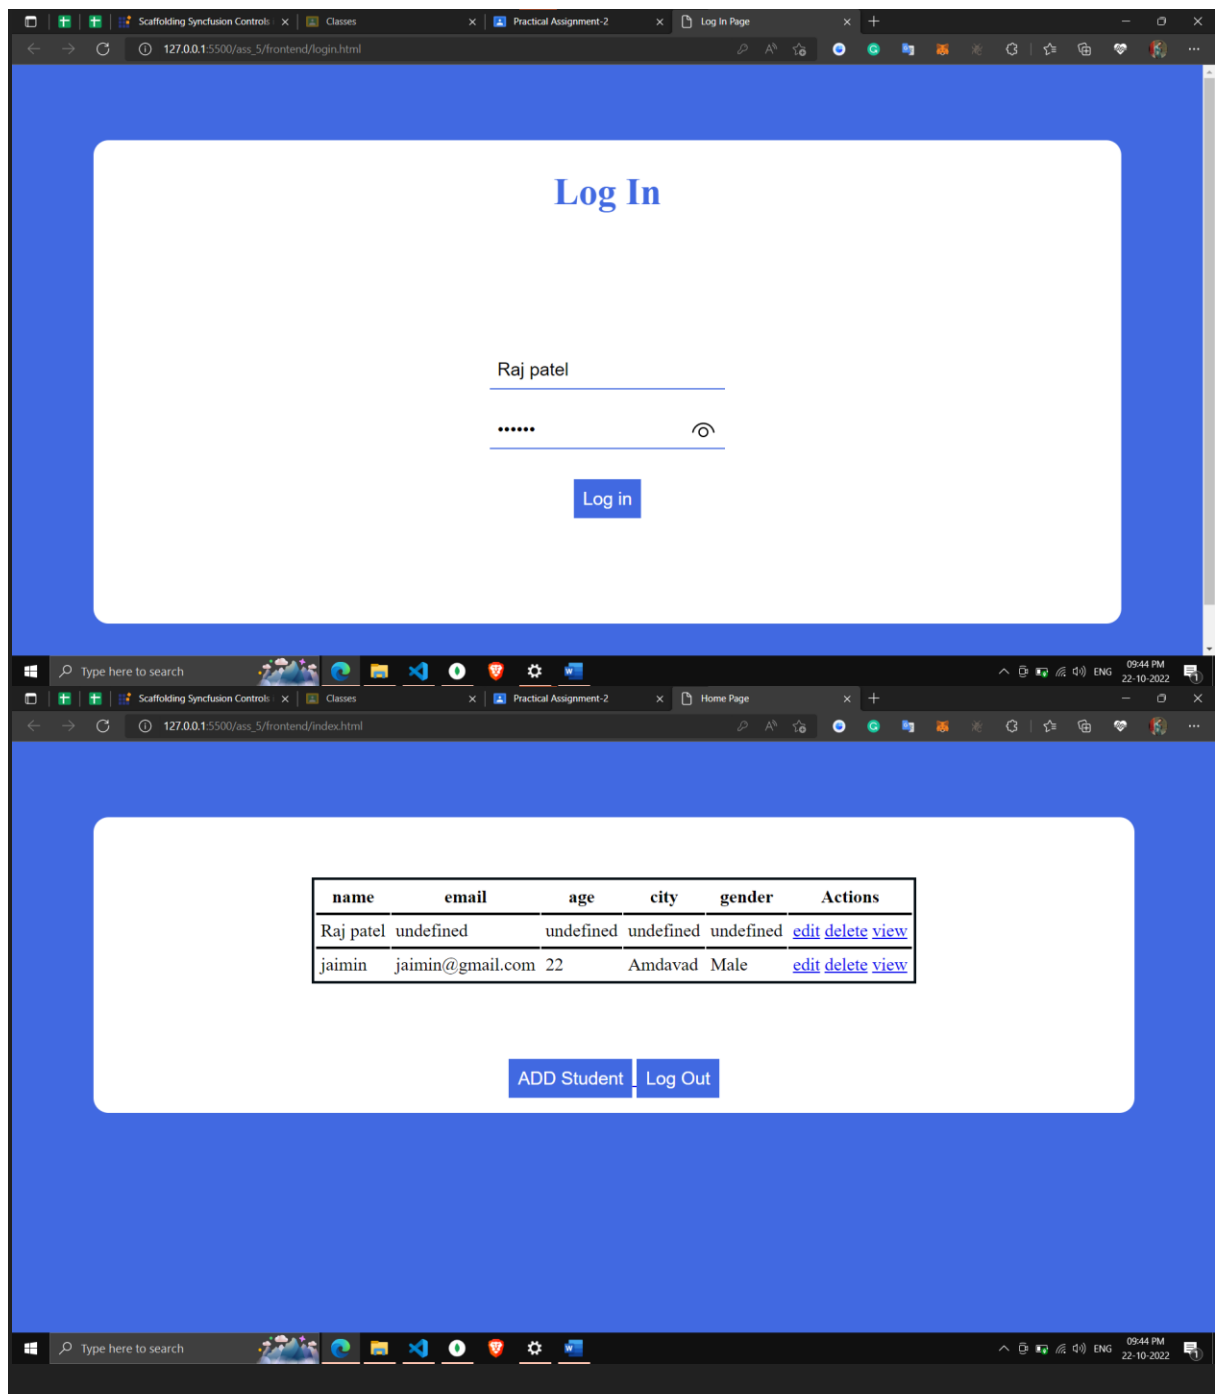 Scaffolding Syncfusion Controls
Classes
Practical Assignment-2
Log In Page
127.0.0.1:5500/ass_5/frontend/login.html
Log In
Raj patel
••••••
Log in
Type here to search
ENG
09:44 PM
22-10-2022
Scaffolding Syncfusion Controls
Classes
Practical Assignment-2
Home Page
127.0.0.1:5500/ass_5/frontend/index.html
name email age city gender Actions
Raj patel undefined undefined undefined undefined edit delete view
jaimin jaimin@gmail.com 22 Amdavad Male edit delete view
ADD Student Log Out
Type here to search
ENG
09:44 PM
22-10-2022